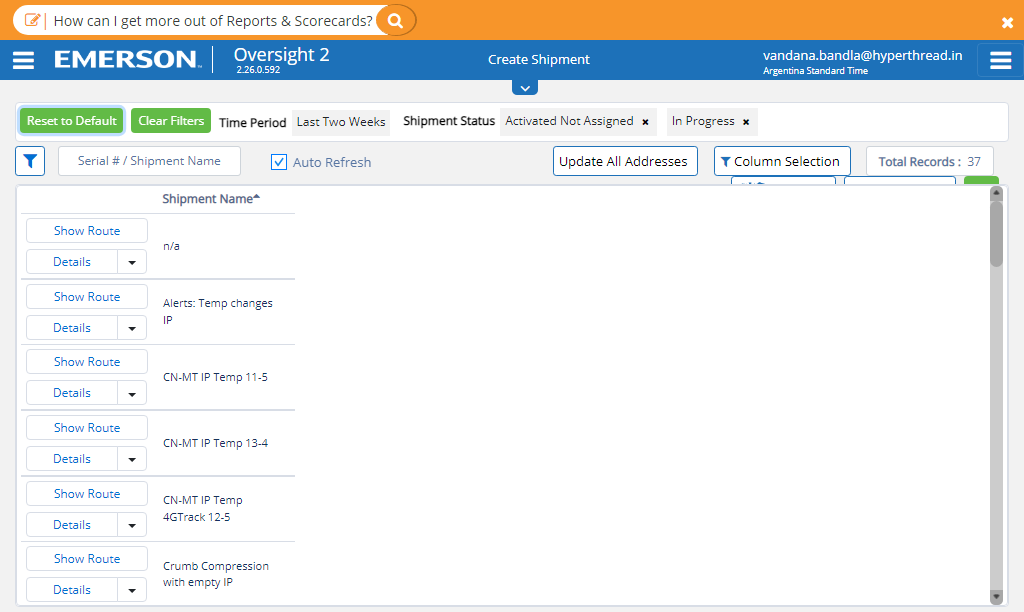 How can I get more out of Reports & Scorecards?
EMERSON
Oversight 2
2.26.0.592
Create Shipment
vandana.bandla@hyperthread.in
Argentina Standard Time
Reset to Default Clear Filters Time Period Last Two Weeks Shipment Status Activated Not Assigned × In Progress ×
Serial # / Shipment Name Auto Refresh Update All Addresses Column Selection Total Records : 37
Shipment Name
Show Route
Details
n/a
Show Route
Details
Alerts: Temp changes
IP
Show Route
Details
CN-MT IP Temp 11-5
Show Route
Details
CN-MT IP Temp 13-4
Show Route
Details
CN-MT IP Temp
4GTrack 12-5
Show Route
Details
Crumb Compression
with empty IP